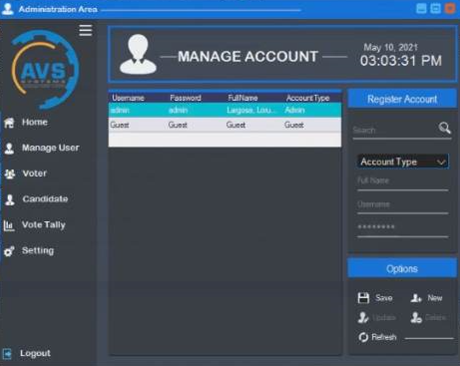 Administration Area
AVS
SYSTEMS
MANAGE ACCOUNT
May 10, 2021
03:03:31 PM
Home
Manage User
Voter
Candidate
Vote Tally
Setting
Logout
Username Password FullName AccountType
admin admin Largosa, Lou... Admin
Guest Guest Guest Guest
Register Account
Search
Account Type
Full Name
Username
********
Options
Save New
Update Delete
Refresh